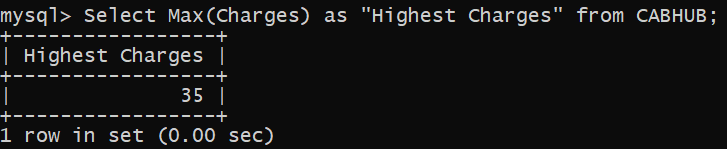 mysql> Select Max(Charges) as "Highest Charges" from CABHUB;
+-----------------+
| Highest Charges |
+-----------------+
|              35 |
+-----------------+
1 row in set (0.00 sec)